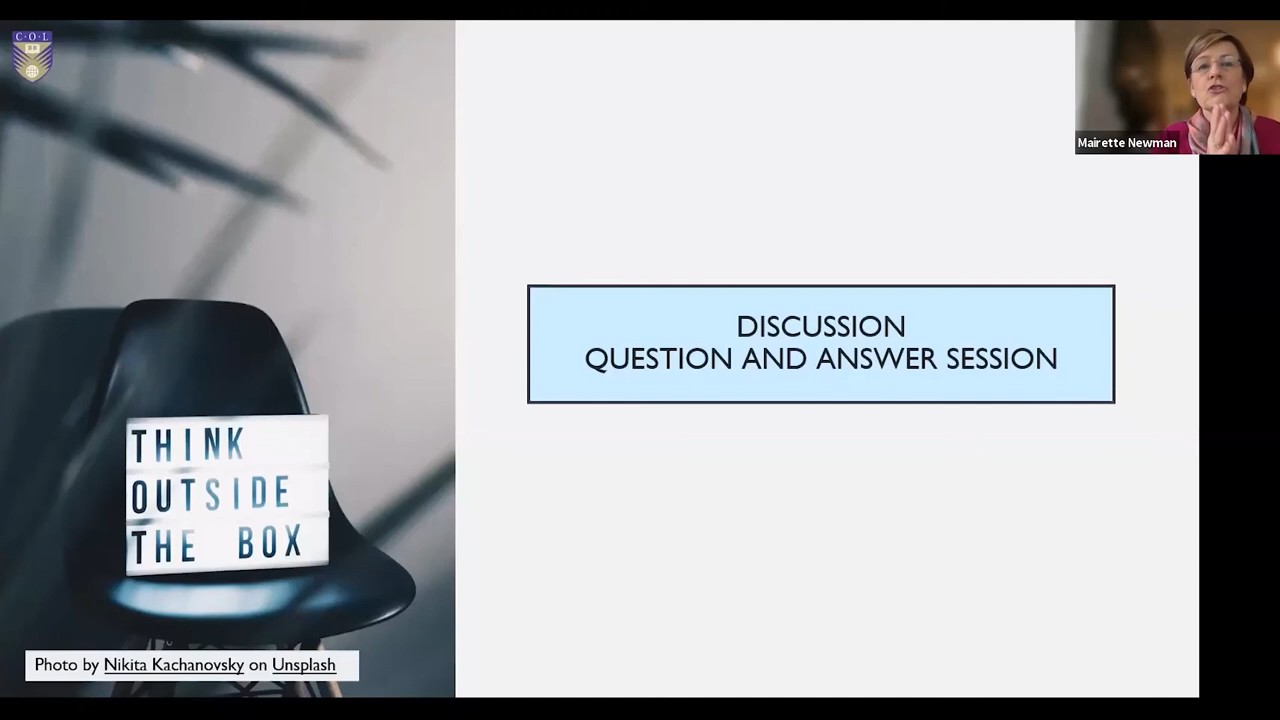 C·O·L
Mairette Newman
DISCUSSION
QUESTION AND ANSWER SESSION
THINK
OUTSIDE
THE BOX
Photo by Nikita Kachanovsky on Unsplash